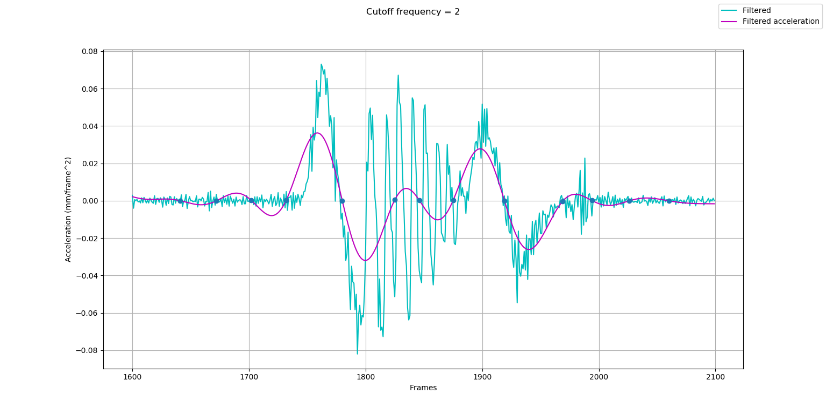 Cutoff frequency = 2
Filtered
Filtered acceleration
0.08
0.06
0.04
0.02
0.00
−0.02
−0.04
−0.06
−0.08
Acceleration (mm/frame^2)
1600 1700 1800 1900 2000 2100
Frames